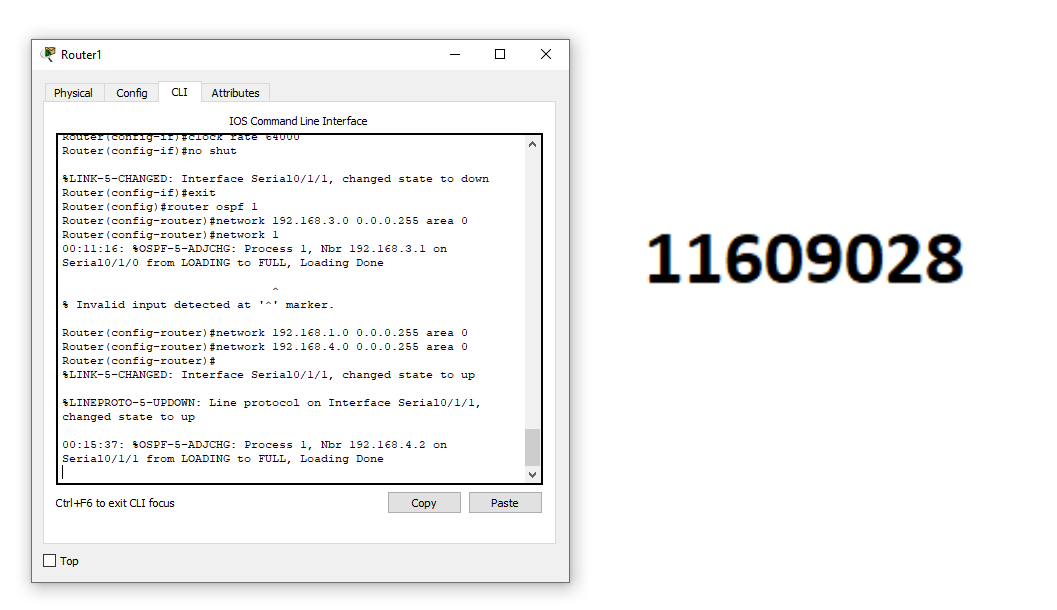 Router1
Physical
Config
CLI
Attributes
IOS Command Line Interface
Router(config-if)#clock rate 64000
Router(config-if)#no shut
%LINK-5-CHANGED: Interface Serial0/1/1, changed state to down
Router(config-if)#exit
Router(config)#router ospf 1
Router(config-router)#network 192.168.3.0 0.0.0.255 area 0
Router(config-router)#network 1
00:11:16: %OSPF-5-ADJCHG: Process 1, Nbr 192.168.3.1 on
Serial0/1/0 from LOADING to FULL, Loading Done
^
% Invalid input detected at '^' marker.
Router(config-router)#network 192.168.1.0 0.0.0.255 area 0
Router(config-router)#network 192.168.4.0 0.0.0.255 area 0
Router(config-router)#
%LINK-5-CHANGED: Interface Serial0/1/1, changed state to up
%LINEPROTO-5-UPDOWN: Line protocol on Interface Serial0/1/1,
changed state to up
00:15:37: %OSPF-5-ADJCHG: Process 1, Nbr 192.168.4.2 on
Serial0/1/1 from LOADING to FULL, Loading Done
Ctrl+F6 to exit CLI focus
Copy
Paste
Top
11609028